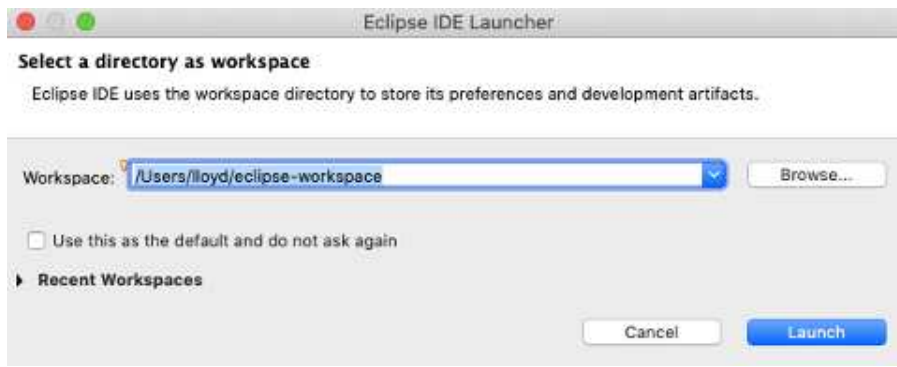 Eclipse IDE Launcher
Select a directory as workspace
Eclipse IDE uses the workspace directory to store its preferences and development artifacts.
Workspace: /Users/lloyd/eclipse-workspace Browse...
Use this as the default and do not ask again
Recent Workspaces
Cancel Launch